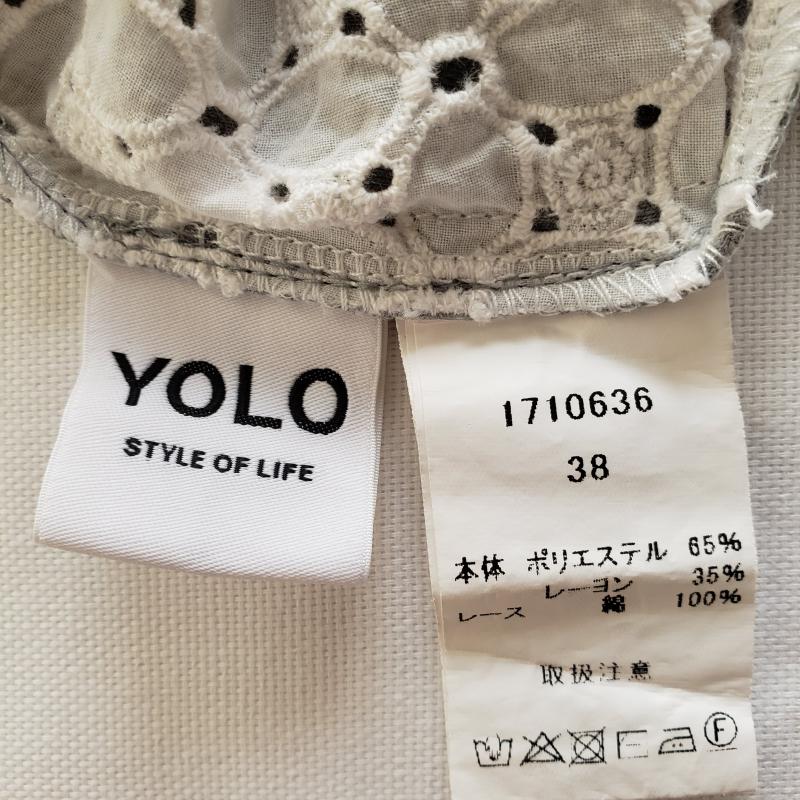 YOLO
STYLE OF LIFE
1710636
38
本体 ポリエステル 65%
レーヨン 35%
レース 綿 100%
取扱注意
F